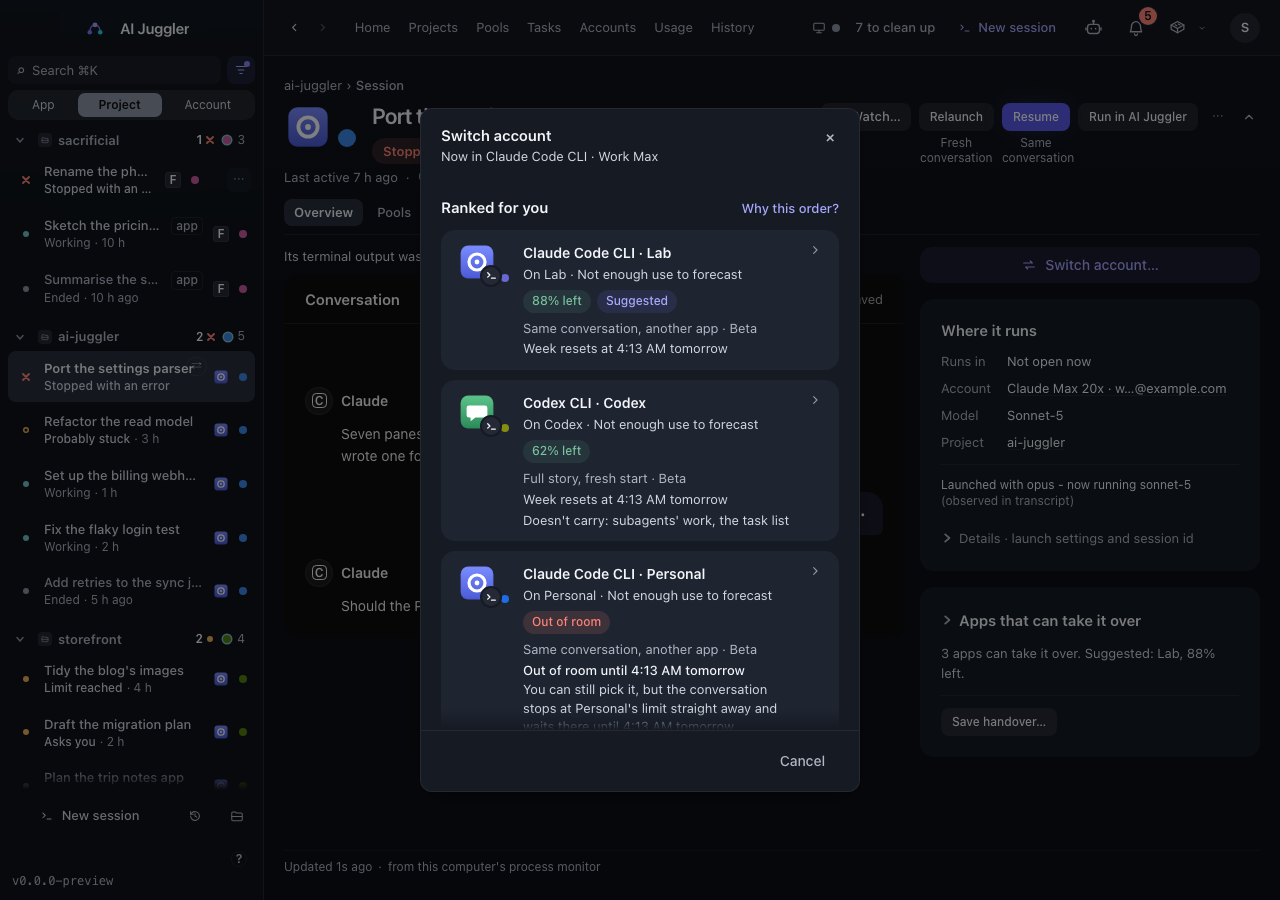 AI Juggler
Search ⌘K
App Project Account
sacrificial 1 3
Rename the ph... F
Stopped with an ...
Sketch the pricin... app F
Working · 10 h
Summarise the s... app F
Ended · 10 h ago
ai-juggler 2 5
Port the settings parser
Stopped with an error
Refactor the read model
Probably stuck · 3 h
Set up the billing webh...
Working · 1 h
Fix the flaky login test
Working · 2 h
Add retries to the sync j...
Ended · 5 h ago
storefront 2 4
Tidy the blog's images
Limit reached · 4 h
Draft the migration plan
Asks you · 2 h
Plan the trip notes app
New session
?
v0.0.0-preview
Home Projects Pools Tasks Accounts Usage History 7 to clean up New session 5 S
ai-juggler › Session
Port t
Stopp
atch... Relaunch Resume Run in AI Juggler ...
Fresh conversation
Same conversation
Last active 7 h ago ·
Overview Pools
Its terminal output was
Conversation
Claude
Seven panes
wrote one fo
Claude
Should the P
Switch account
Now in Claude Code CLI · Work Max
×
Ranked for you Why this order?
Claude Code CLI · Lab
On Lab · Not enough use to forecast
88% left Suggested
Same conversation, another app · Beta
Week resets at 4:13 AM tomorrow
Codex CLI · Codex
On Codex · Not enough use to forecast
62% left
Full story, fresh start · Beta
Week resets at 4:13 AM tomorrow
Doesn't carry: subagents' work, the task list
Claude Code CLI · Personal
On Personal · Not enough use to forecast
Out of room
Same conversation, another app · Beta
Out of room until 4:13 AM tomorrow
You can still pick it, but the conversation
stops at Personal's limit straight away and
waits there until 4:13 AM tomorrow
Cancel
Switch account...
Where it runs
Runs in Not open now
Account Claude Max 20x · w...@example.com
Model Sonnet-5
Project ai-juggler
Launched with opus - now running sonnet-5
(observed in transcript)
Details · launch settings and session id
Apps that can take it over
3 apps can take it over. Suggested: Lab, 88%
left.
Save handover...
Updated 1s ago · from this computer's process monitor